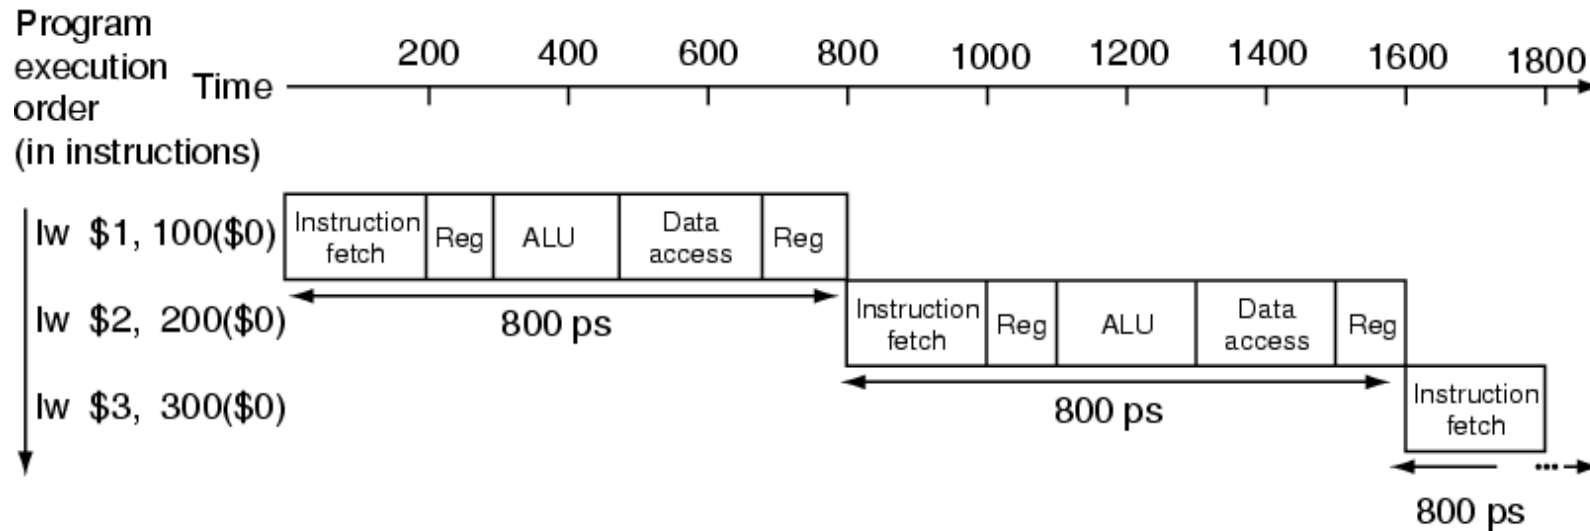 Program
execution
order
(in instructions)
Time
200 400 600 800 1000 1200 1400 1600 1800
lw $1, 100($0)
Instruction
fetch
Reg
ALU
Data
access
Reg
800 ps
lw $2, 200($0)
Instruction
fetch
Reg
ALU
Data
access
Reg
800 ps
lw $3, 300($0)
Instruction
fetch
...
800 ps